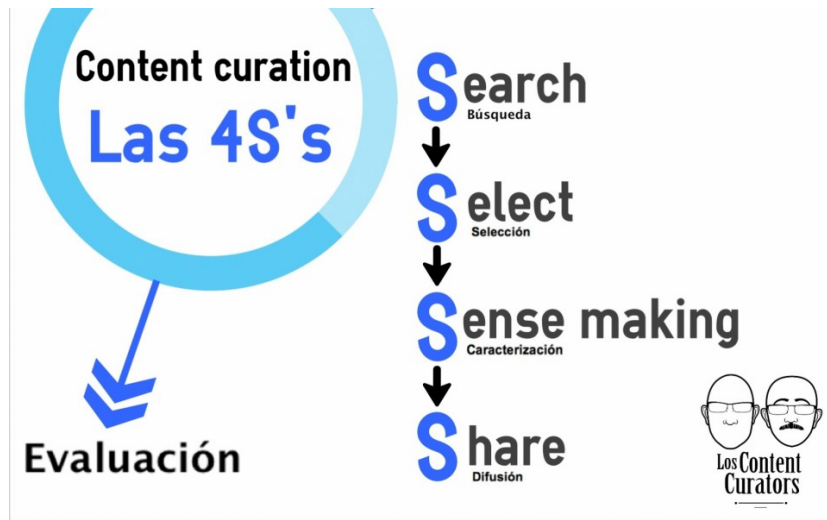 Content curation
Las 4S's
Evaluación
Search
Búsqueda
Select
Selección
Sense making
Caracterización
Share
Difusión
Los Content
Curators